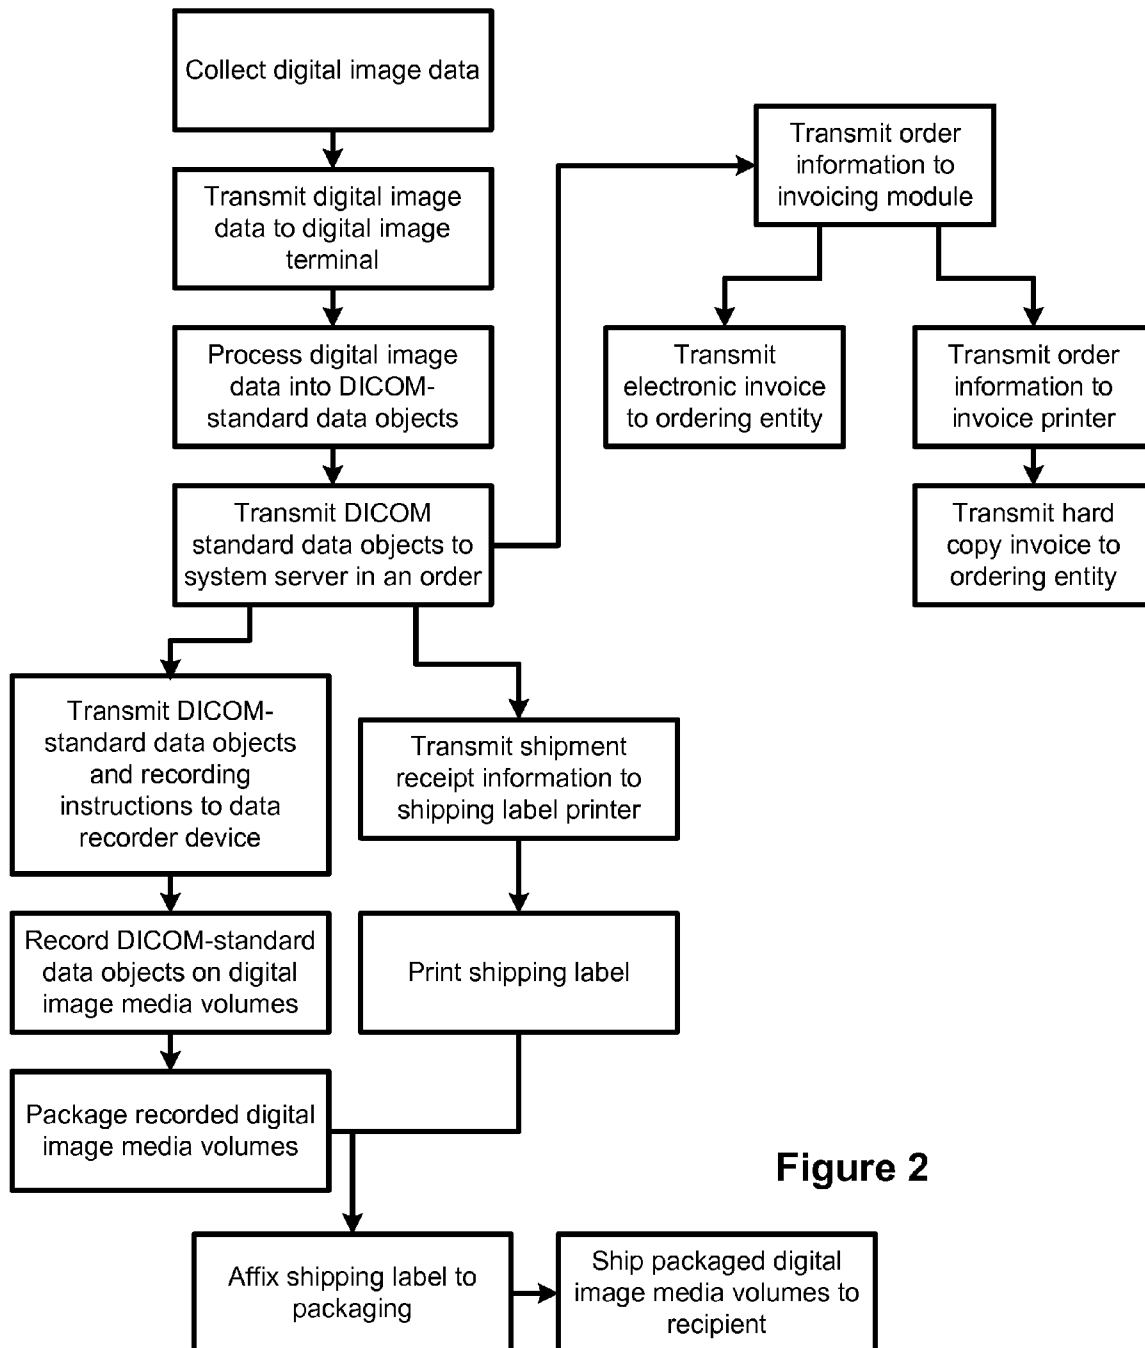 Collect digital image data
Transmit digital image
data to digital image
terminal
Process digital image
data into DICOM-
standard data objects
Transmit DICOM
standard data objects to
system server in an order
Transmit order
information to
invoicing module
Transmit
electronic invoice
to ordering entity
Transmit order
information to
invoice printer
Transmit hard
copy invoice to
ordering entity
Transmit DICOM-
standard data objects
and recording
instructions to data
recorder device
Record DICOM-standard
data objects on digital
image media volumes
Package recorded digital
image media volumes
Transmit shipment
receipt information to
shipping label printer
Print shipping label
Affix shipping label to
packaging
Ship packaged digital
image media volumes to
recipient
Figure 2